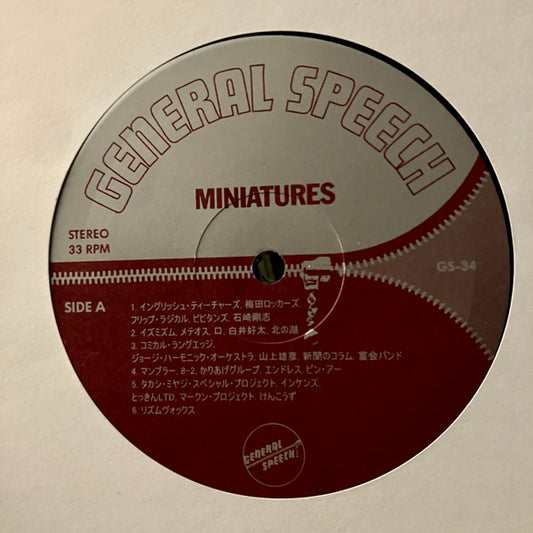 GENERAL SPEECH
MINIATURES
STEREO
33 RPM
GS-34
SIDE A
1. イングリッシュ・ティーチャーズ, 梅田ロッカーズ
フリップ・ラジカル, ビビタンズ, 石崎剛志
2. イズミズム, メテオス, ロ, 白井好太, 北の湖
3. コミカル・ラングエッジ,
ジョージ・ハーモニック・オーケストラ, 山上雄彦, 新聞のコラム, 宴会バンド
4. マンブラー, 8-2, かりあげグループ, エンドレス, ピン・アー
5. タカシ・ミヤジ・スペシャル・プロジェクト, インケンズ,
とっきんLTD, マークン・プロジェクト, けんこうず
6. リズムヴォックス
GENERAL
SPEECH